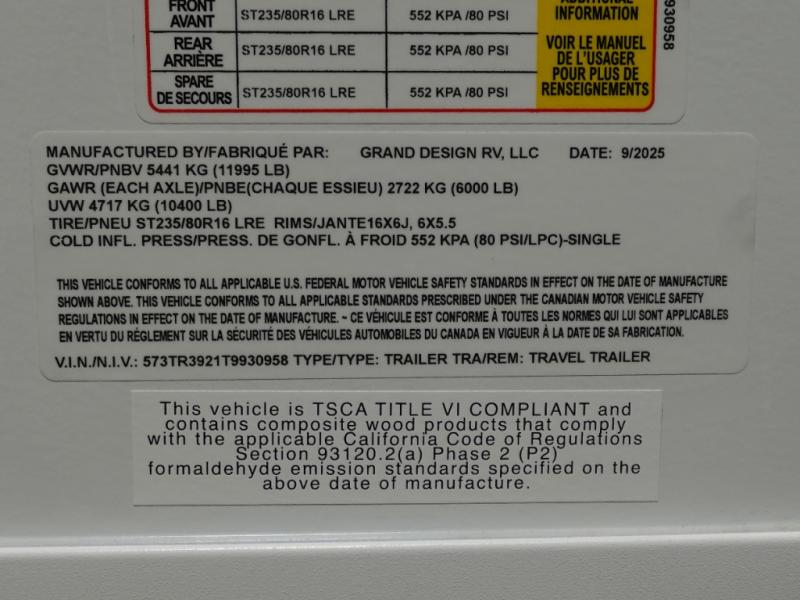 FRONT
AVANT
ST235/80R16 LRE
552 KPA /80 PSI
REAR
ARRIÈRE
ST235/80R16 LRE
552 KPA /80 PSI
SPARE
DE SECOURS
ST235/80R16 LRE
552 KPA /80 PSI
ADDITIONAL
INFORMATION
VOIR LE MANUEL
DE L'USAGER
POUR PLUS DE
RENSEIGNEMENTS
930958
MANUFACTURED BY/FABRIQUÉ PAR: GRAND DESIGN RV, LLC DATE: 9/2025
GVWR/PNBV 5441 KG (11995 LB)
GAWR (EACH AXLE)/PNBE(CHAQUE ESSIEU) 2722 KG (6000 LB)
UVW 4717 KG (10400 LB)
TIRE/PNEU ST235/80R16 LRE RIMS/JANTE16X6J, 6X5.5
COLD INFL. PRESS/PRESS. DE GONFL. À FROID 552 KPA (80 PSI/LPC)-SINGLE
THIS VEHICLE CONFORMS TO ALL APPLICABLE U.S. FEDERAL MOTOR VEHICLE SAFETY STANDARDS IN EFFECT ON THE DATE OF MANUFACTURE
SHOWN ABOVE. THIS VEHICLE CONFORMS TO ALL APPLICABLE STANDARDS PRESCRIBED UNDER THE CANADIAN MOTOR VEHICLE SAFETY
REGULATIONS IN EFFECT ON THE DATE OF MANUFACTURE. ~ CE VÉHICULE EST CONFORME À TOUTES LES NORMES QUI LUI SONT APPLICABLES
EN VERTU DU RÉGLEMENT SUR LA SÉCURITÉ DES VÉHICULES AUTOMOBILES DU CANADA EN VIGUEUR À LA DATE DE SA FABRICATION.
V.I.N./N.I.V.: 573TR3921T9930958 TYPE/TYPE: TRAILER TRA/REM: TRAVEL TRAILER
This vehicle is TSCA TITLE VI COMPLIANT and
contains composite wood products that comply
with the applicable California Code of Regulations
Section 93120.2(a) Phase 2 (P2)
formaldehyde emission standards specified on the
above date of manufacture.